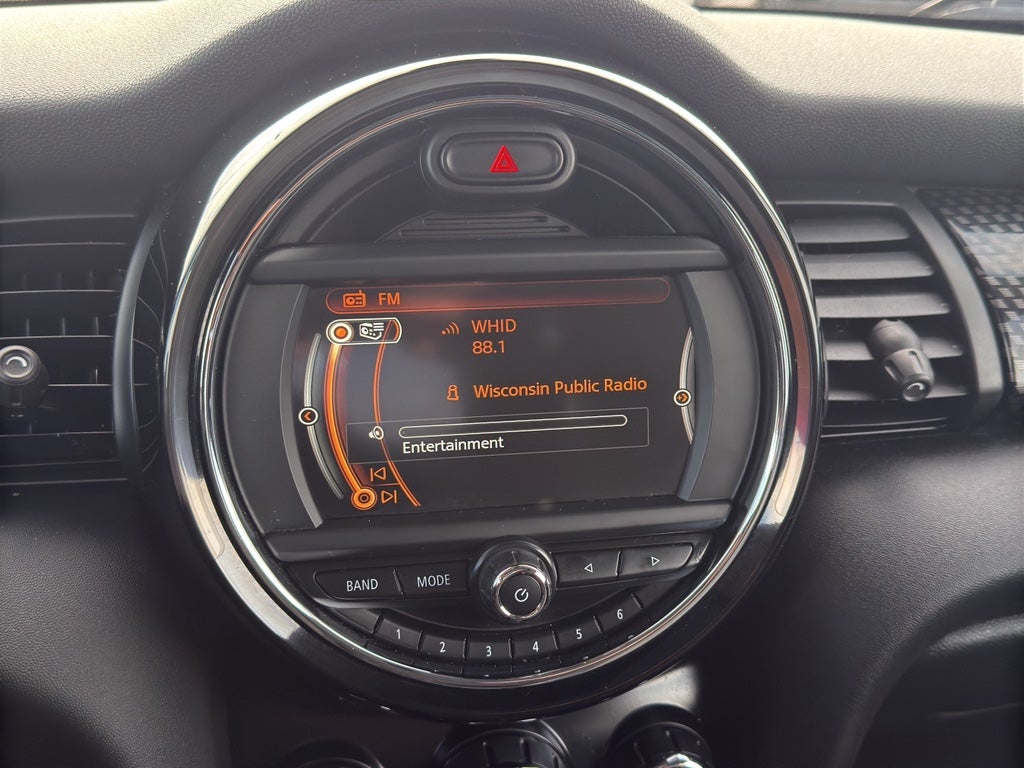 FM
WHID
88.1
Wisconsin Public Radio
Entertainment
BAND
MODE
1
2
3
4
5
6